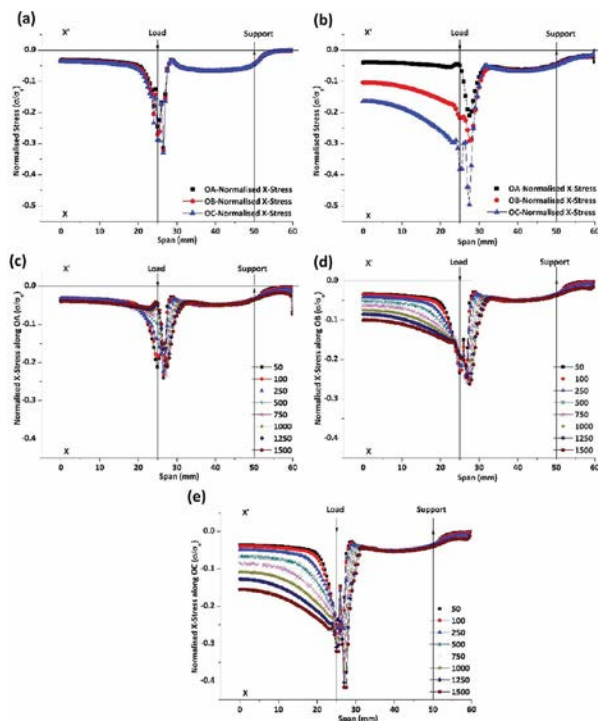 (a)
X'
Load
Support
Normalised Stress (σ/σy)
0.0
-0.1
-0.2
-0.3
-0.4
-0.5
OA-Normalised X-Stress
OB-Normalised X-Stress
OC-Normalised X-Stress
X
0 10 20 30 40 50 60
Span (mm)
(b)
X'
Load
Support
Normalised Stress (σ/σy)
0.0
-0.1
-0.2
-0.3
-0.4
-0.5
OA-Normalised X-Stress
OB-Normalised X-Stress
OC-Normalised X-Stress
X
0 10 20 30 40 50 60
Span (mm)
(c)
X'
Load
Support
Normalised X-Stress along OA (σ/σy)
0.0
-0.1
-0.2
-0.3
-0.4
50
100
250
500
750
1000
1250
1500
X
0 10 20 30 40 50 60
Span (mm)
(d)
X'
Load
Support
Normalised X-Stress along OB (σ/σy)
0.0
-0.1
-0.2
-0.3
-0.4
50
100
250
500
750
1000
1250
1500
X
0 10 20 30 40 50 60
Span (mm)
(e)
X'
Load
Support
Normalised X-Stress along OC (σ/σy)
0.0
-0.1
-0.2
-0.3
-0.4
50
100
250
500
750
1000
1250
1500
X
0 10 20 30 40 50 60
Span (mm)